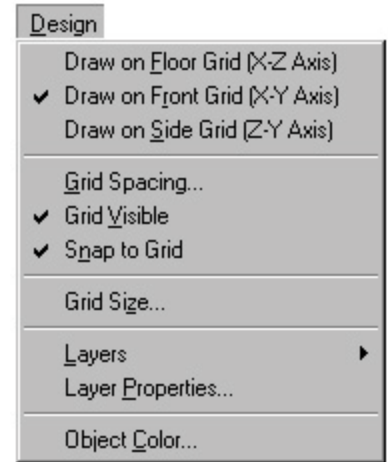 Design
Draw on Floor Grid (X-Z Axis)
Draw on Front Grid (X-Y Axis)
Draw on Side Grid (Z-Y Axis)
Grid Spacing...
Grid Visible
Snap to Grid
Grid Size...
Layers
Layer Properties...
Object Color...